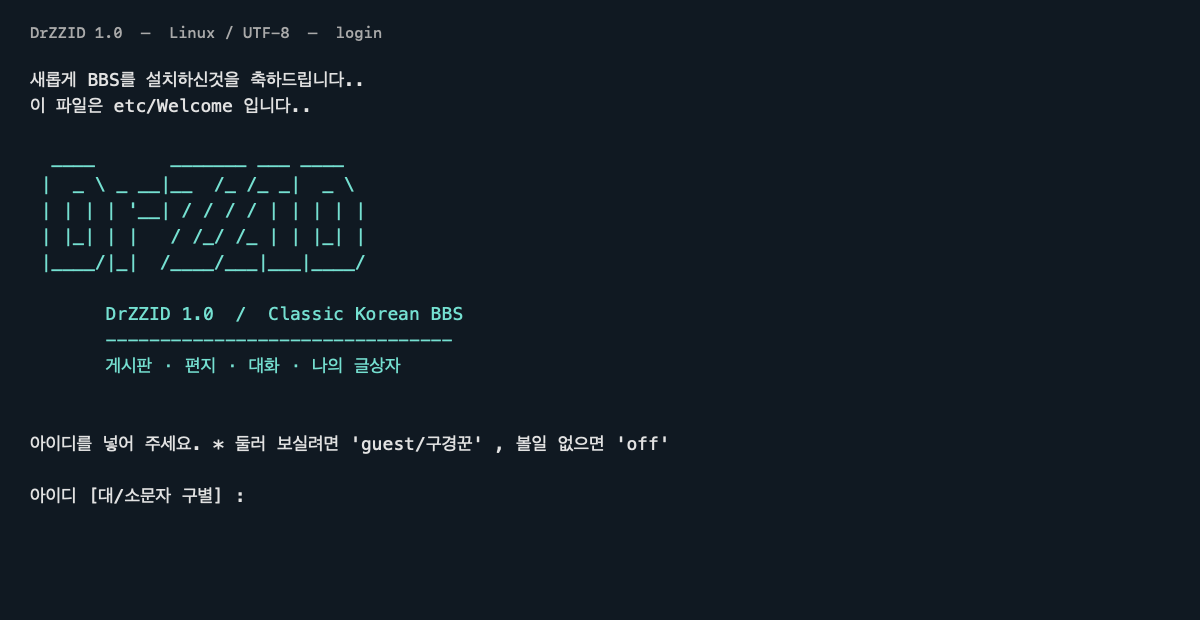 DrZZID 1.0 — Linux / UTF-8 — login
새롭게 BBS를 설치하신것을 축하드립니다..
이 파일은 etc/Welcome 입니다..
DrZZID
DrZZID 1.0 / Classic Korean BBS
게시판 · 편지 · 대화 · 나의 글상자
아이디를 넣어 주세요. * 둘러 보실려면 'guest/구경꾼' , 볼일 없으면 'off'
아이디 [대/소문자 구별] :